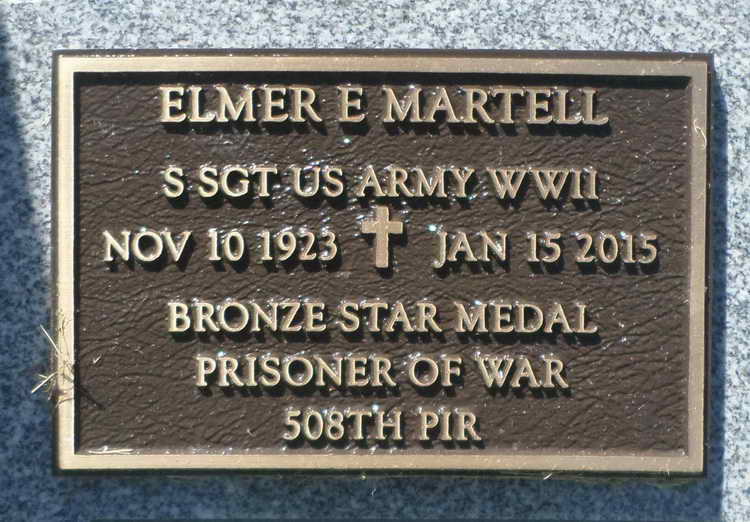 ELMER E MARTELL
S SGT US ARMY WWII
NOV 10 1923 JAN 15 2015
BRONZE STAR MEDAL
PRISONER OF WAR
508TH PIR